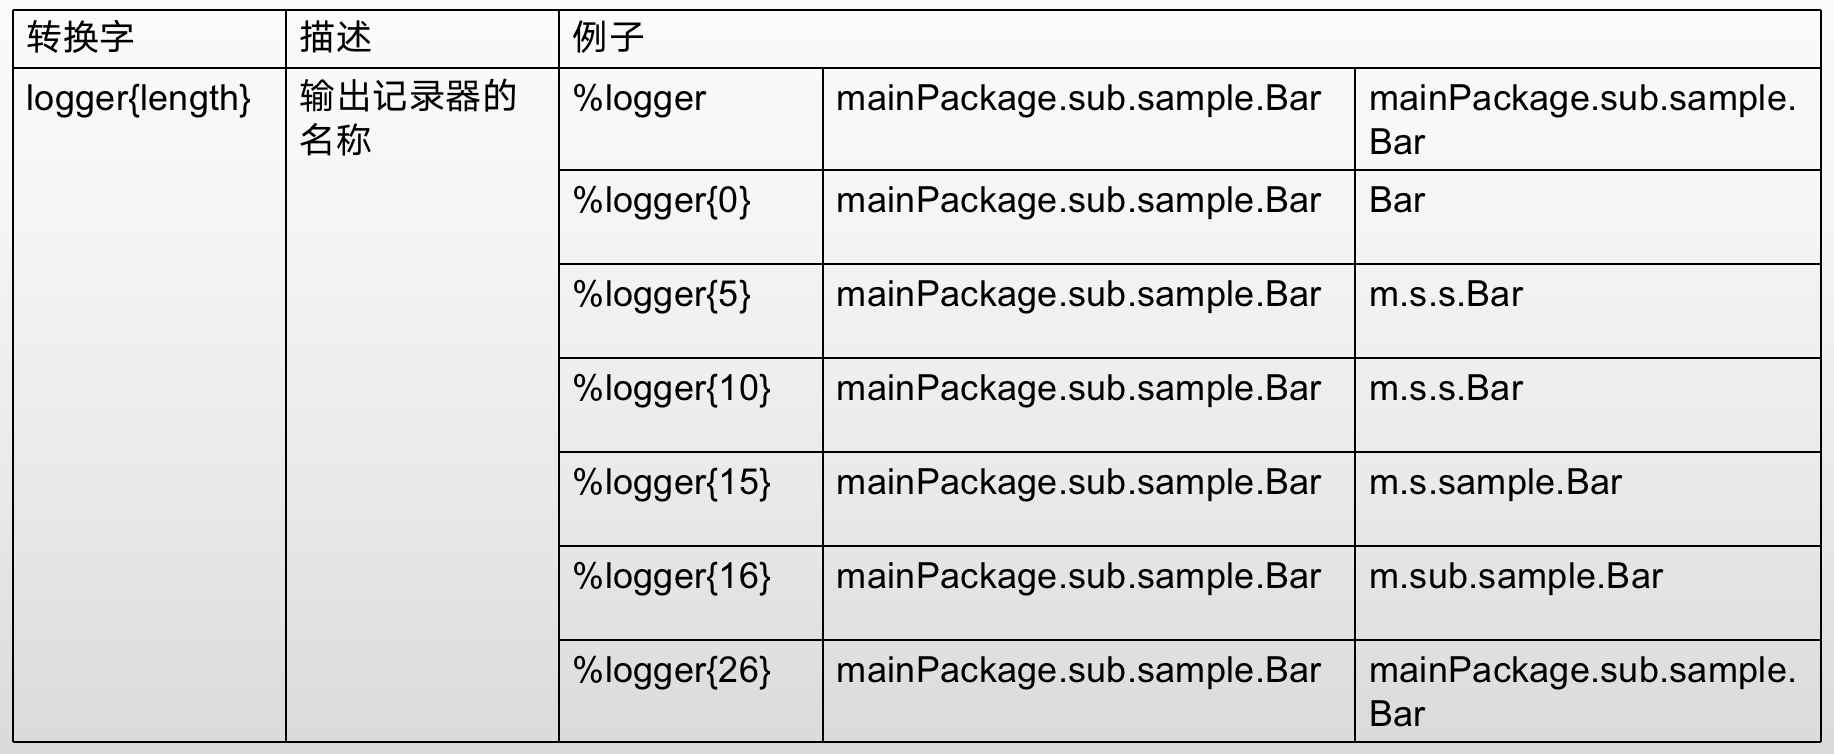 转换字 描述 例子
logger{length} 输出记录器的 %logger mainPackage.sub.sample.Bar mainPackage.sub.sample.
名称 Bar
%logger{0} mainPackage.sub.sample.Bar Bar
%logger{5} mainPackage.sub.sample.Bar m.s.s.Bar
%logger{10} mainPackage.sub.sample.Bar m.s.s.Bar
%logger{15} mainPackage.sub.sample.Bar m.s.sample.Bar
%logger{16} mainPackage.sub.sample.Bar m.sub.sample.Bar
%logger{26} mainPackage.sub.sample.Bar mainPackage.sub.sample.
Bar